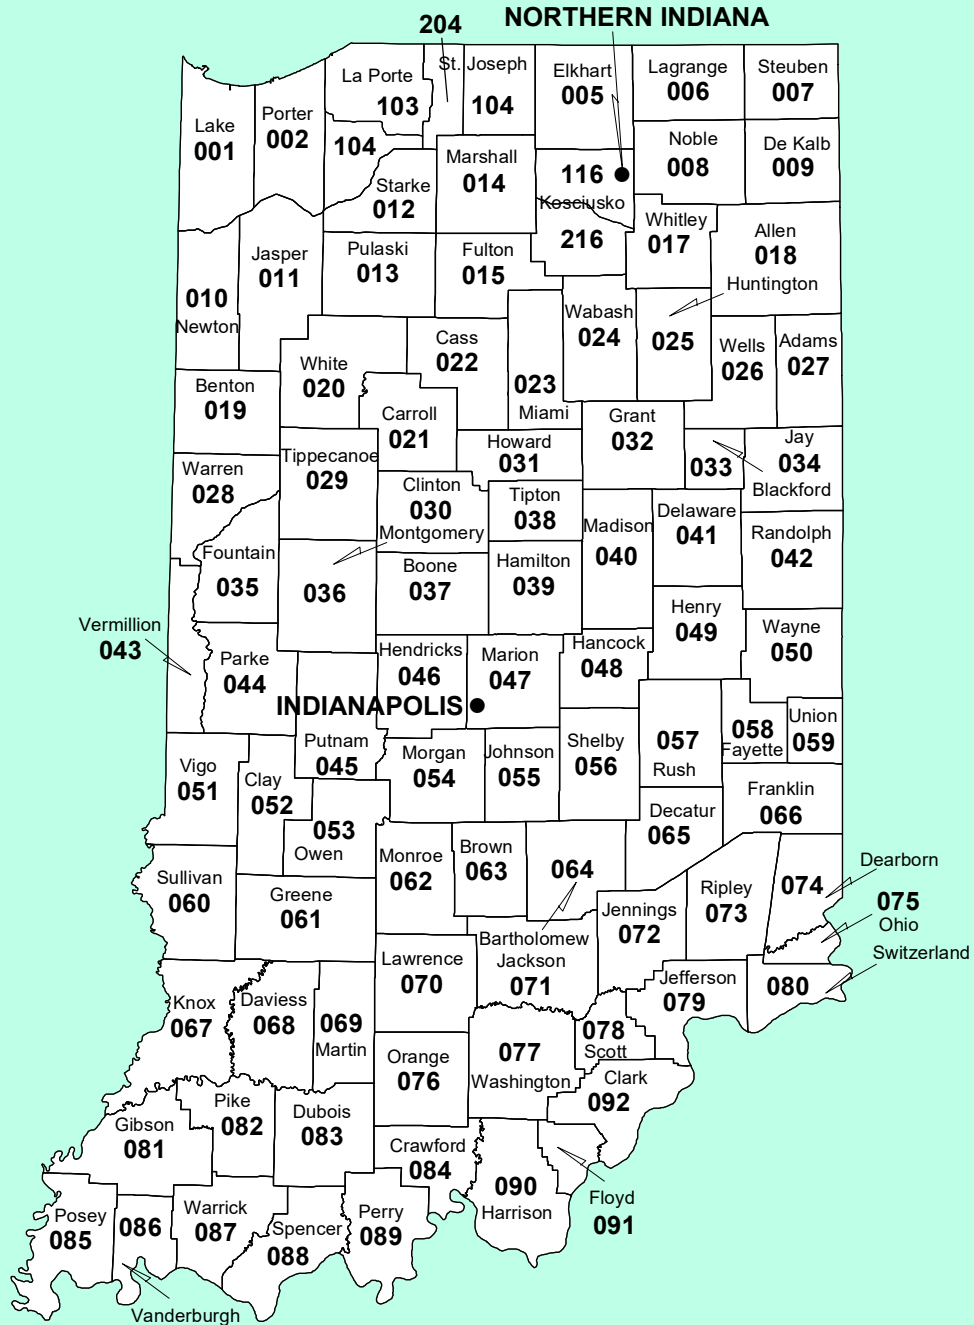 204
NORTHERN INDIANA
St. Joseph
104
La Porte
103
104
Elkhart
005
Lagrange
006
Steuben
007
Lake
001
Porter
002
Starke
012
Marshall
014
116
Kosciusko
216
Noble
008
De Kalb
009
Whitley
017
Allen
018
Huntington
025
010
Newton
Jasper
011
Pulaski
013
Fulton
015
Wabash
024
Wells
026
Adams
027
White
020
Cass
022
023
Miami
Benton
019
Carroll
021
Grant
032
Howard
031
033
Blackford
Jay
034
Warren
028
Tippecanoe
029
Clinton
030
Tipton
038
Montgomery
036
Madison
040
Delaware
041
Randolph
042
Fountain
035
Boone
037
Hamilton
039
Henry
049
Wayne
050
Vermillion
043
Parke
044
Hendricks
046
Marion
047
Hancock
048
INDIANAPOLIS
Putnam
045
Morgan
054
Johnson
055
Shelby
056
057
Rush
058
Fayette
Union
059
Vigo
051
Clay
052
053
Owen
Decatur
065
Franklin
066
Monroe
062
Brown
063
064
Bartholomew
Sullivan
060
Greene
061
Jennings
072
Ripley
073
074
Dearborn
075
Ohio
Switzerland
080
Lawrence
070
Jackson
071
Jefferson
079
Knox
067
Daviess
068
069
Martin
Orange
076
077
Washington
078
Scott
Clark
092
Gibson
081
Pike
082
Dubois
083
Crawford
084
090
Harrison
Floyd
091
Posey
085
086
Vanderburgh
Warrick
087
Spencer
088
Perry
089